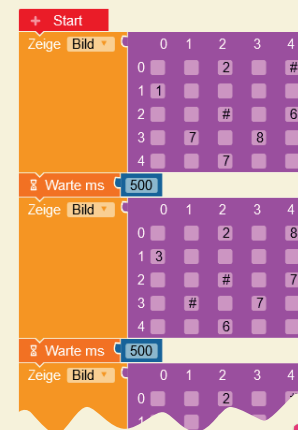 + Start
Zeige Bild 0 1 2 3 4
0 2 #
1 1
2 # 6
3 7 8
4 7
Warte ms 500
Zeige Bild 0 1 2 3 4
0 2 8
1 3
2 # 7
3 # 7
4 6
Warte ms 500
Zeige Bild 0 1 2 3 4
0 2